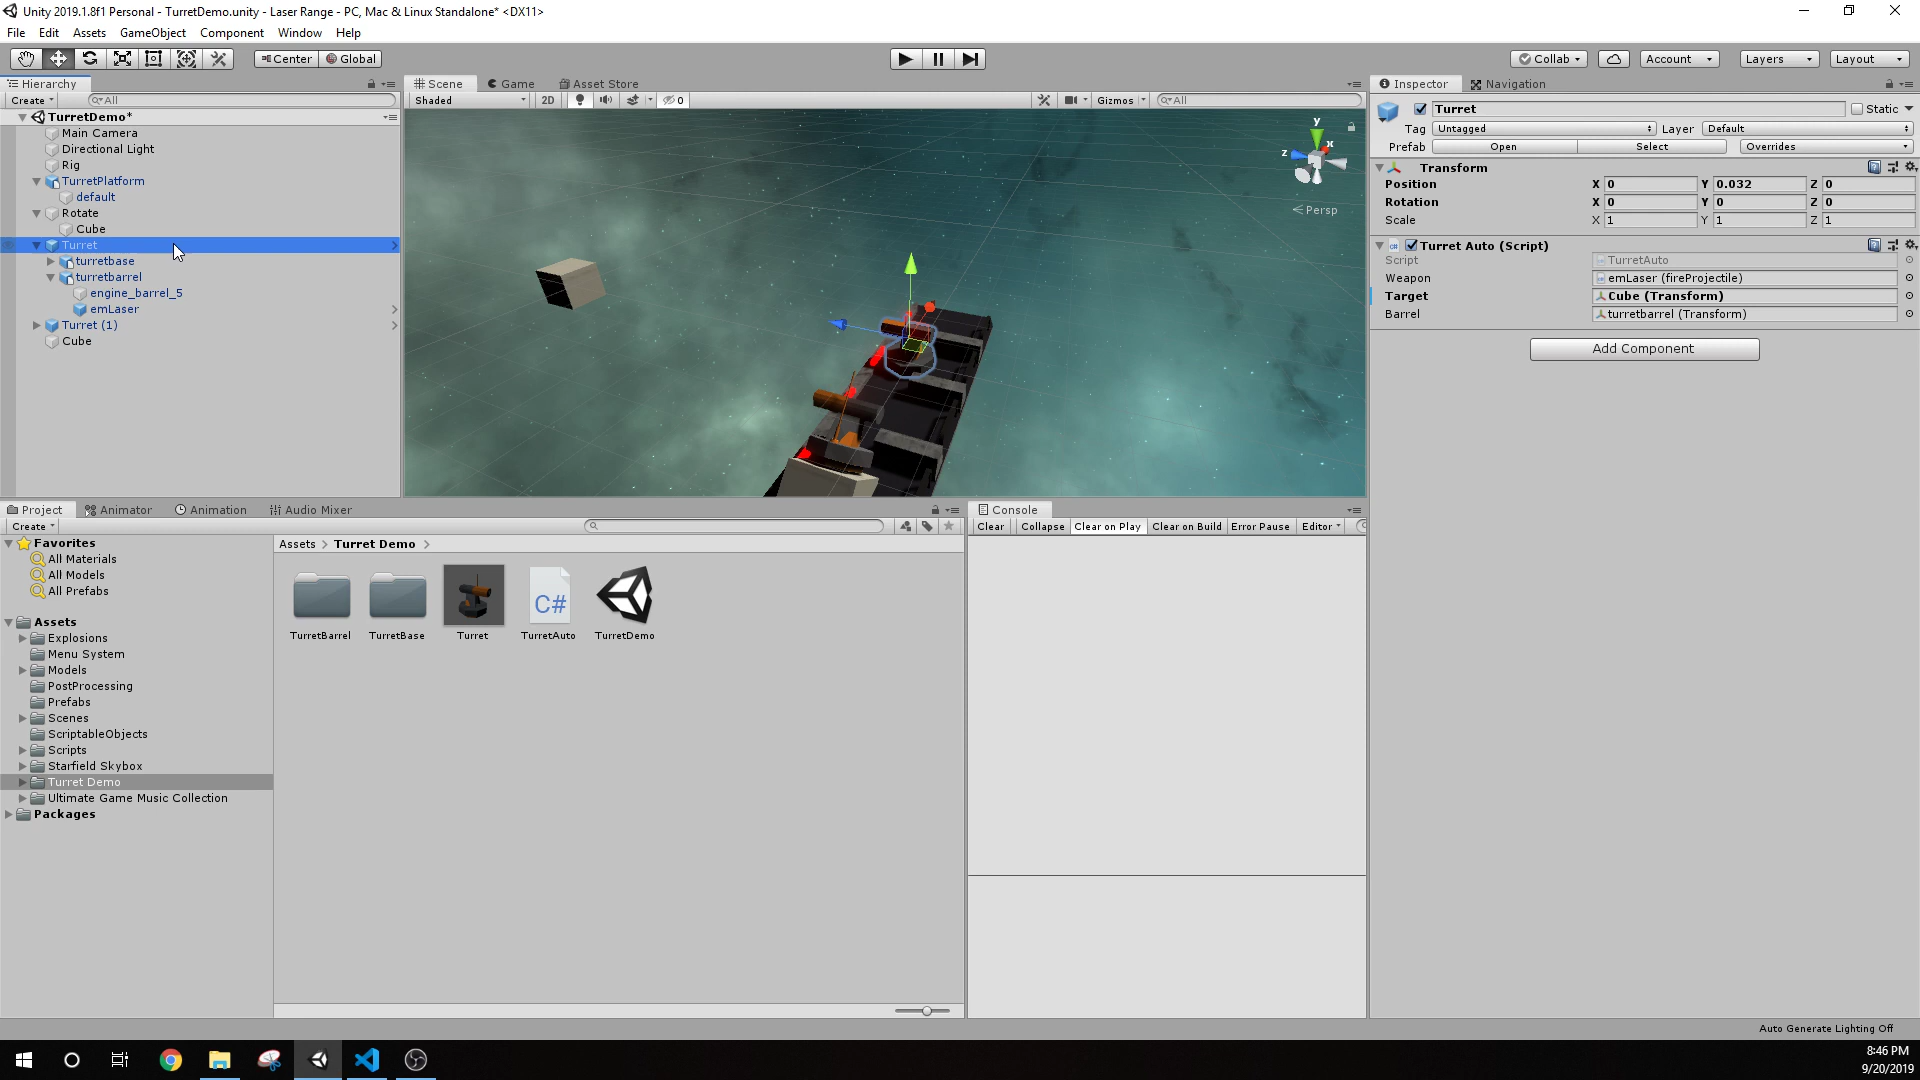 Unity 2019.1.8f1 Personal - TurretDemo.unity - Laser Range - PC, Mac & Linux Standalone* <DX11>
File Edit Assets GameObject Component Window Help
Center Global Collab Account Layers Layout
Hierarchy
Create All
TurretDemo*
Main Camera
Directional Light
Rig
TurretPlatform
default
Rotate
Cube
Turret
turretbase
turretbarrel
engine_barrel_5
emLaser
Turret (1)
Cube
Scene Game Asset Store
Shaded 2D 0 Gizmos All
y
x
z
Persp
Inspector Navigation
Turret Static
Tag Untagged Layer Default
Prefab Open Select Overrides
Transform
Position X 0 Y 0.032 Z 0
Rotation X 0 Y 0 Z 0
Scale X 1 Y 1 Z 1
Turret Auto (Script)
Script TurretAuto
Weapon emLaser (fireProjectile)
Target Cube (Transform)
Barrel turretbarrel (Transform)
Add Component
Project Animator Animation Audio Mixer
Create
Favorites
All Materials
All Models
All Prefabs
Assets
Explosions
Menu System
Models
PostProcessing
Prefabs
Scenes
ScriptableObjects
Scripts
Starfield Skybox
Turret Demo
Ultimate Game Music Collection
Packages
Assets > Turret Demo >
C#
TurretBarrel TurretBase Turret TurretAuto TurretDemo
Console
Clear Collapse Clear on Play Clear on Build Error Pause Editor
Auto Generate Lighting Off
8:46 PM
9/20/2019